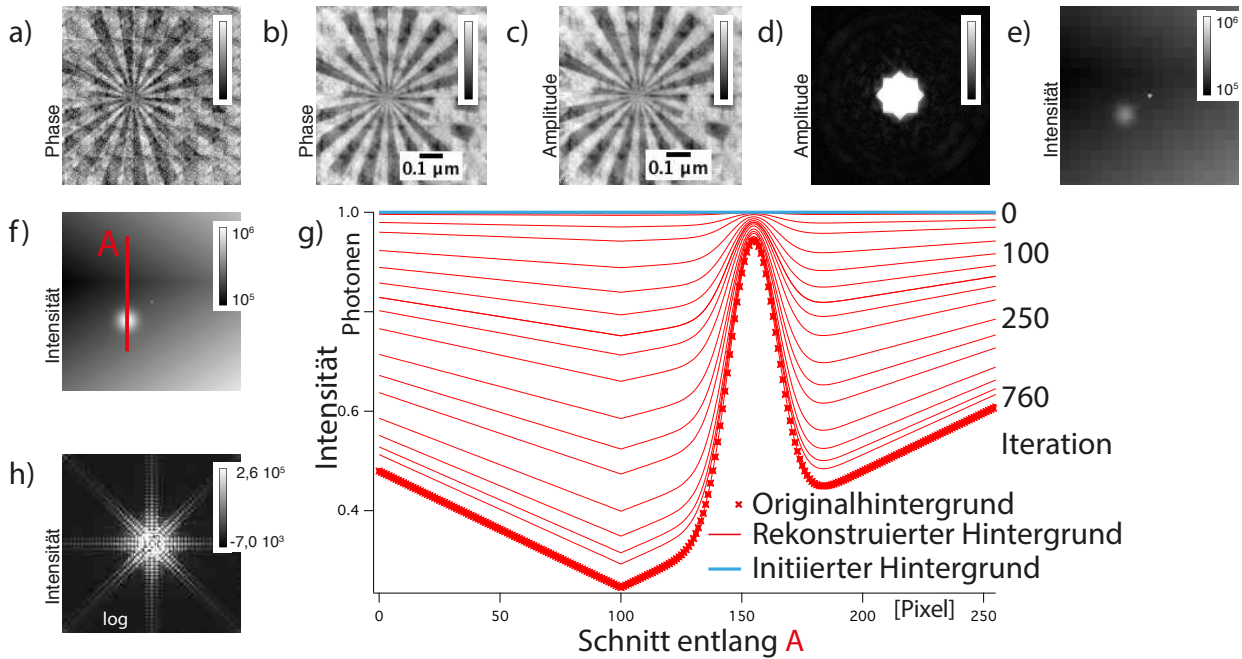 a)
Phase
b)
Phase
0.1 µm
c)
Amplitude
0.1 µm
d)
Amplitude
e)
Intensität
10⁶
10⁵
f)
Intensität
A
10⁶
10⁵
g)
Intensität
Photonen
1.0
0.6
0.4
0
50
100
150
200
250
[Pixel]
Schnitt entlang A
0
100
250
760
Iteration
Originalhintergrund
Rekonstruierter Hintergrund
Initiierter Hintergrund
h)
Intensität
log
2,6 10⁵
-7,0 10³